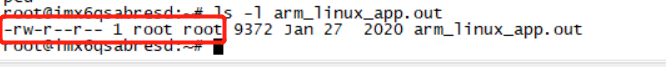 root@imx6qsabresd:~# ls -l arm_linux_app.out
-rw-r--r-- 1 root root 9372 Jan 27  2020 arm_linux_app.out
root@imx6qsabresd:~#